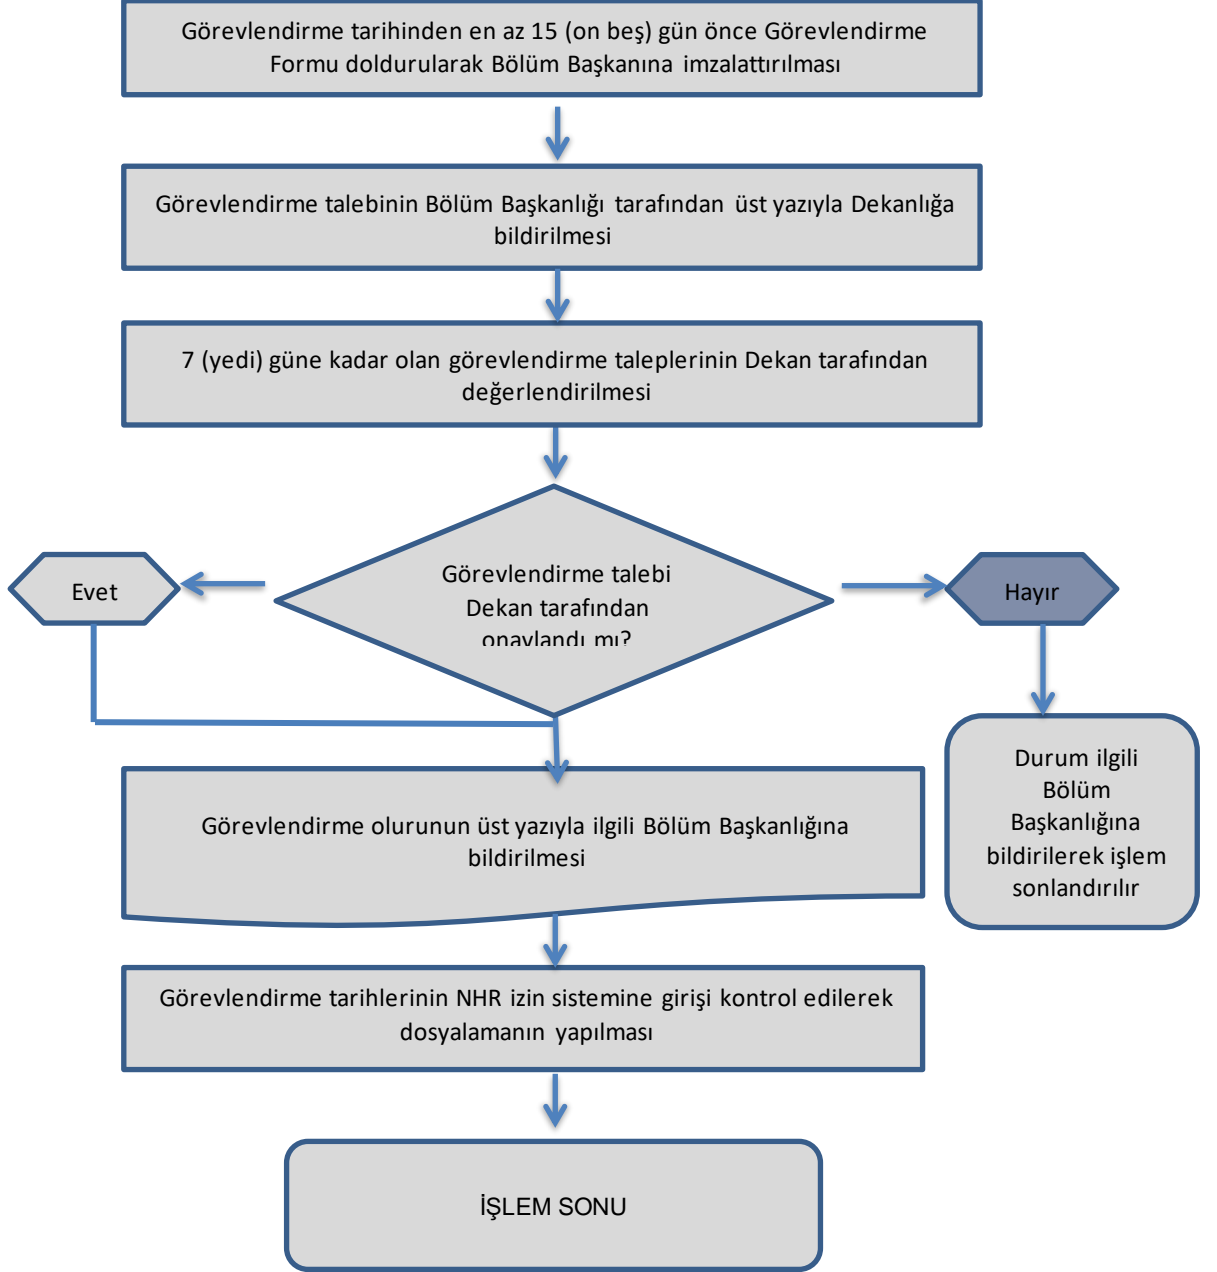 Görevlendirme tarihinden en az 15 (on beş) gün önce Görevlendirme
Formu doldurularak Bölüm Başkanına imzalattırılması
Görevlendirme talebinin Bölüm Başkanlığı tarafından üst yazıyla Dekanlığa
bildirilmesi
7 (yedi) güne kadar olan görevlendirme taleplerinin Dekan tarafından
değerlendirilmesi
Görevlendirme talebi
Dekan tarafından
onaylandı mı?
Evet
Hayır
Durum ilgili
Bölüm
Başkanlığına
bildirilerek işlem
sonlandırılır
Görevlendirme olurunun üst yazıyla ilgili Bölüm Başkanlığına
bildirilmesi
Görevlendirme tarihlerinin NHR izin sistemine girişi kontrol edilerek
dosyalamanın yapılması
İŞLEM SONU